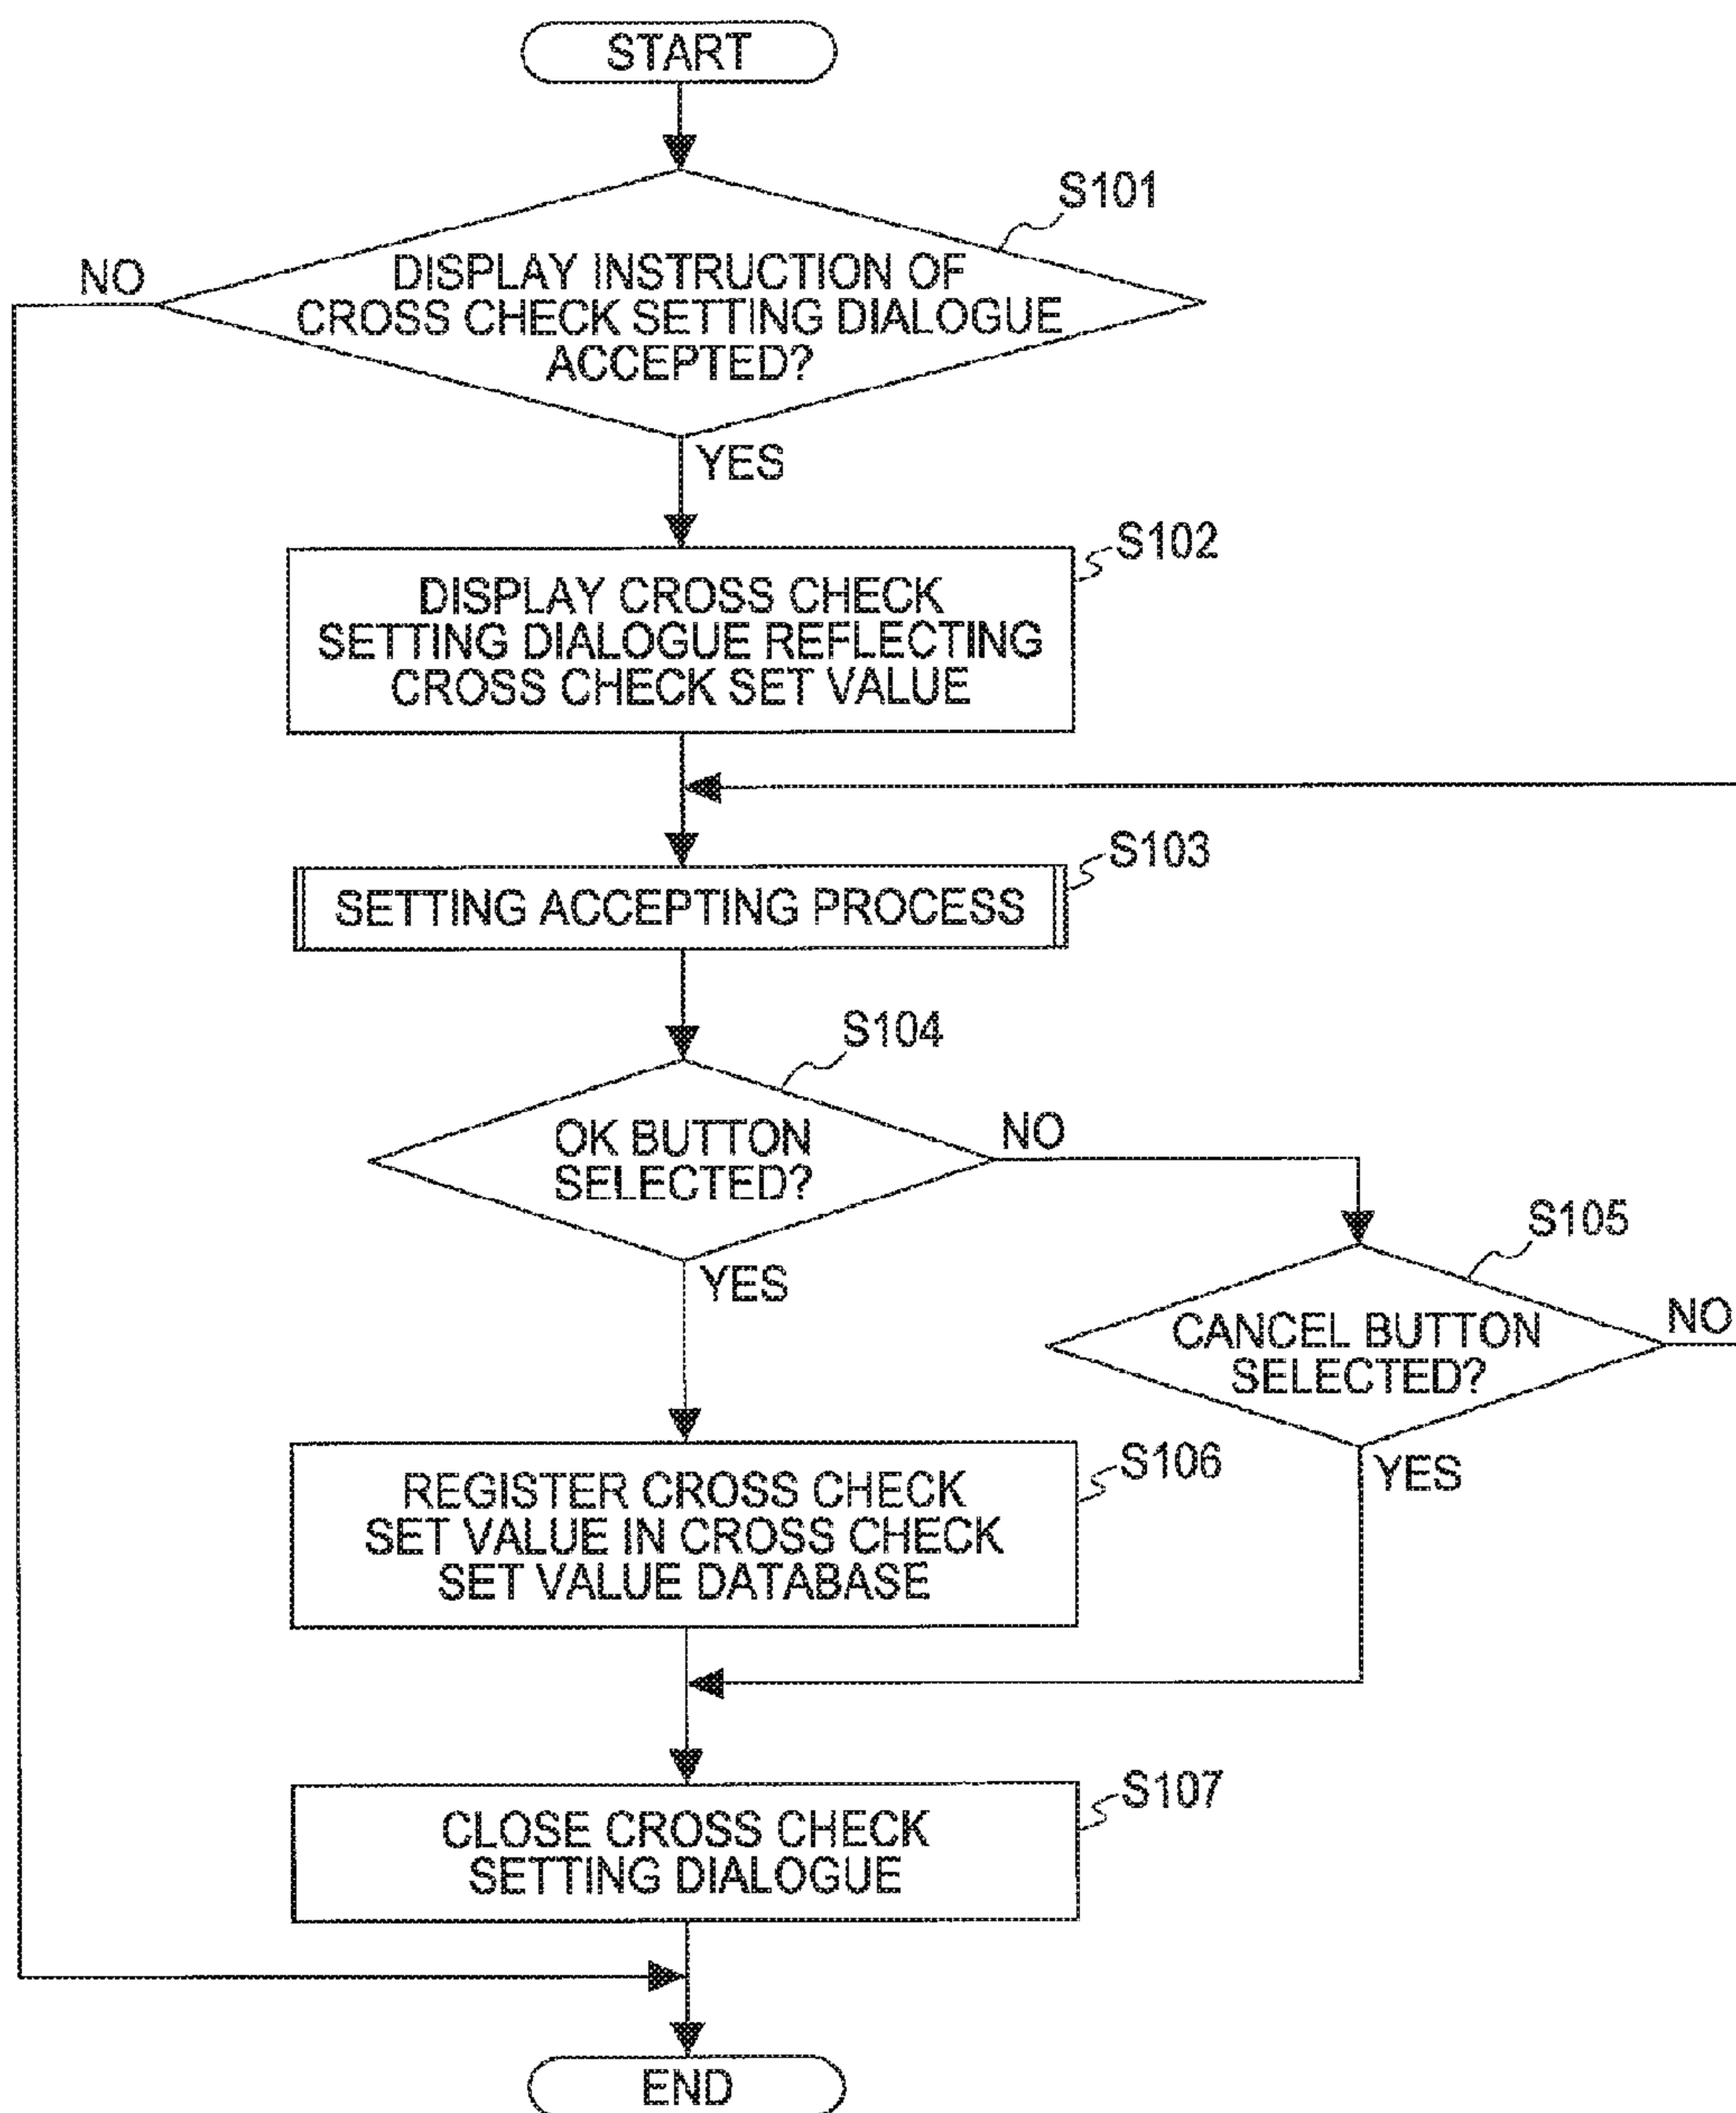 START
S101
NO
DISPLAY INSTRUCTION OF
CROSS CHECK SETTING DIALOGUE
ACCEPTED?
YES
S102
DISPLAY CROSS CHECK
SETTING DIALOGUE REFLECTING
CROSS CHECK SET VALUE
S103
SETTING ACCEPTING PROCESS
S104
OK BUTTON
SELECTED?
NO
YES
S105
CANCEL BUTTON
SELECTED?
NO
YES
S106
REGISTER CROSS CHECK
SET VALUE IN CROSS CHECK
SET VALUE DATABASE
S107
CLOSE CROSS CHECK
SETTING DIALOGUE
END